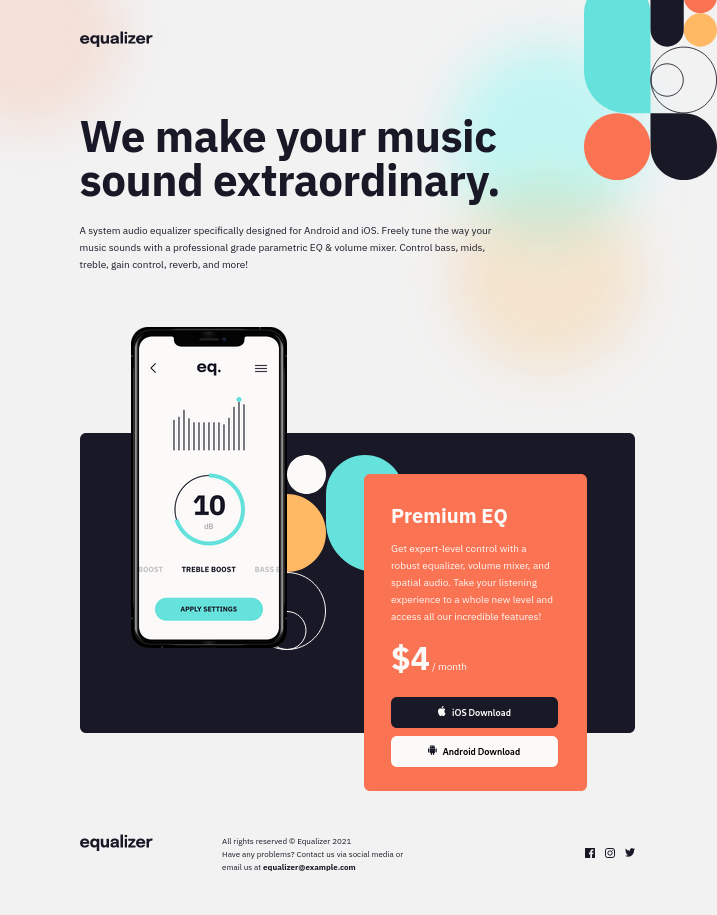 equalizer
We make your music
sound extraordinary.
A system audio equalizer specifically designed for Android and iOS. Freely tune the way your
music sounds with a professional grade parametric EQ & volume mixer. Control bass, mids,
treble, gain control, reverb, and more!
eq.
10
dB
BOOST TREBLE BOOST BASS
APPLY SETTINGS
Premium EQ
Get expert-level control with a
robust equalizer, volume mixer, and
spatial audio. Take your listening
experience to a whole new level and
access all our incredible features!
$4 / month
iOS Download
Android Download
equalizer
All rights reserved © Equalizer 2021
Have any problems? Contact us via social media or
email us at equalizer@example.com